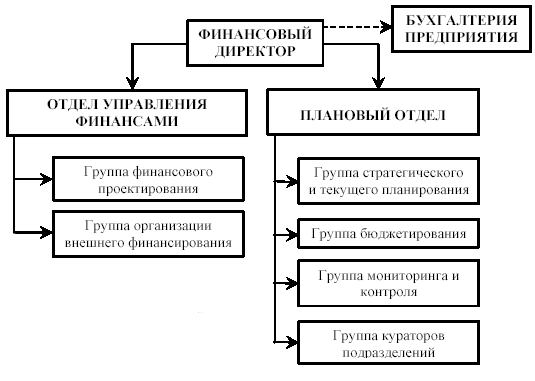 ФИНАНСОВЫЙ
ДИРЕКТОР
БУХГАЛТЕРИЯ
ПРЕДПРИЯТИЯ
ОТДЕЛ УПРАВЛЕНИЯ
ФИНАНСАМИ
Группа финансового
проектирования
Группа организации
внешнего финансирования
ПЛАНОВЫЙ ОТДЕЛ
Группа стратегического
и текущего планирования
Группа бюджетирования
Группа мониторинга и
контроля
Группа кураторов
подразделений